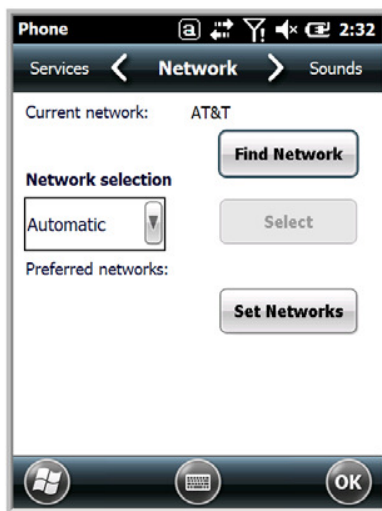 Phone a 2:32
Services Network Sounds
Current network: AT&T
Find Network
Network selection
Automatic Select
Preferred networks:
Set Networks
OK